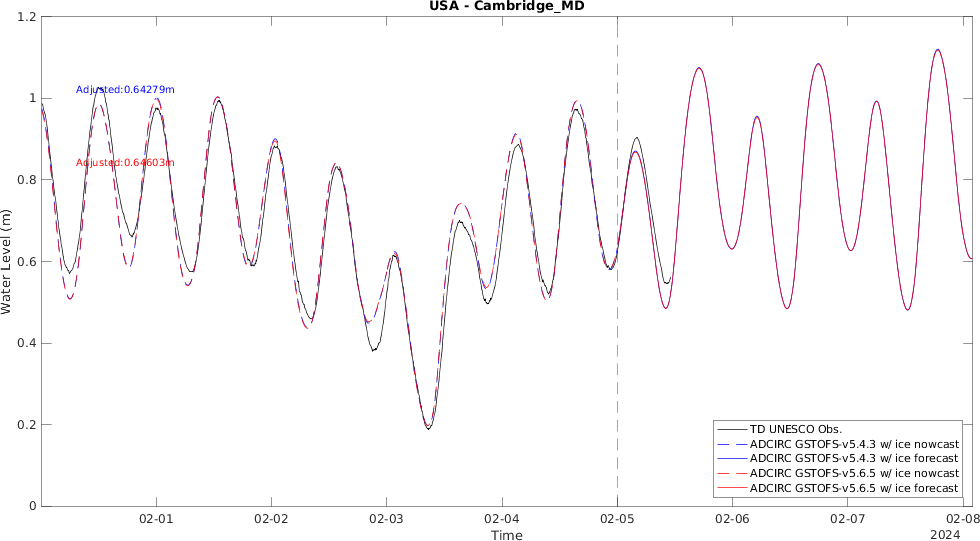 USA - Cambridge_MD
1.2
1
0.8
0.6
0.4
0.2
0
Water Level (m)
Adjusted:0.64279m
Adjusted:0.64603m
TD UNESCO Obs.
ADCIRC GSTOFS-v5.4.3 w/ ice nowcast
ADCIRC GSTOFS-v5.4.3 w/ ice forecast
ADCIRC GSTOFS-v5.6.5 w/ ice nowcast
ADCIRC GSTOFS-v5.6.5 w/ ice forecast
02-01 02-02 02-03 02-04 02-05 02-06 02-07 02-08
2024
Time